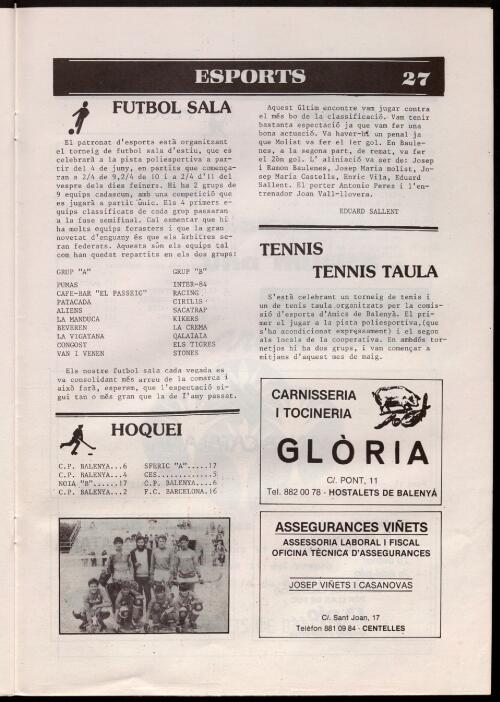 ESPORTS 27
FUTBOL SALA
El patronat d'esports està organitzant
el torneig de futbol sala d'estiu, que es
celebrarà a la pista poliesportiva a par-
tir del 4 de juny, en partits que comença-
ran a 2/4 de 9,2/4 de 10 i a 2/4 d'11 del
vespre dels dies feiners. Hi ha 2 grups de
9 equips cadascum, amb una competició que
es jugarà a partit únic. Els 4 primers e-
quips classificats de cada grup passaran
a la fase semifinal. Cal esmentar que hi
ha molts equips forasters i que la gran
novetat d'enguany és que els àrbitres se-
ran federats. Aquests són els equips tal
com han quedat repartits en els dos grups:
GRUP "A" GRUP "B"
PUMAS INTER-84
CAFE-BAR "EL PASSEIG" RACING
PATACADA CIRILIS
ALIENS SACATRAP
LA MANDUCA KIKERS
BEVEREN LA CREMA
LA VIGATANA QALAIALA
CONGOST ELS TIGRES
VAN I VENEN STONES
Els nostre futbol sala cada vegada es
va consolidant més arreu de la comarca i
això farà, esperem, que l'espectació si-
gui tan o més gran que la de l'any passat.
HOQUEI
C.P. BALENYA...6 SFERIC "A".....17
C.P. BALENYA...4 GES............5
NOIA "B"......17 C.P. BALENYA....6
C.P. BALENYA...2 F.C. BARCELONA.16
Aquest últim encontre vam jugar contra
el més bo de la classificació. Vam tenir
bastanta espectació ja que vam fer una
bona actuació. Va haver-hi un penal ja
que Molist va fer el 1er gol. En Baule-
nes, a la segona part, de remat, va fer
el 2ón gol. L' aliniació va ser de: Josep
i Ramon Baulenes, Josep Maria molist, Jo-
sep Maria Castells, Enric Vila, Eduard
Sallent. El porter Antonio Perez i l'en-
trenador Joan Vall-llovera.
EDUARD SALLENT
TENNIS
TENNIS TAULA
S'està celebrant un torneig de tenis i
un de tenis taula organitzats per la comis-
sió d'esports d'Amics de Balenyà. El pri-
mer el jugar a la pista poliesportiva,(que
s'ha acondicionat expressament) i el segon
als locals de la cooperativa. En ambdós tor-
netjos hi ha dos grups, i van començar a
mitjans d'aquest mes de maig.
CARNISSERIA
I TOCINERIA
GLÒRIA
C/. PONT, 11
Tel. 882 00 78 - HOSTALETS DE BALENYÀ
ASSEGURANCES VIÑETS
ASSESSORIA LABORAL I FISCAL
OFICINA TÈCNICA D'ASSEGURANCES
JOSEP VIÑETS I CASANOVAS
C/. Sant Joan, 17
Telèfon 881 09 84 - CENTELLES